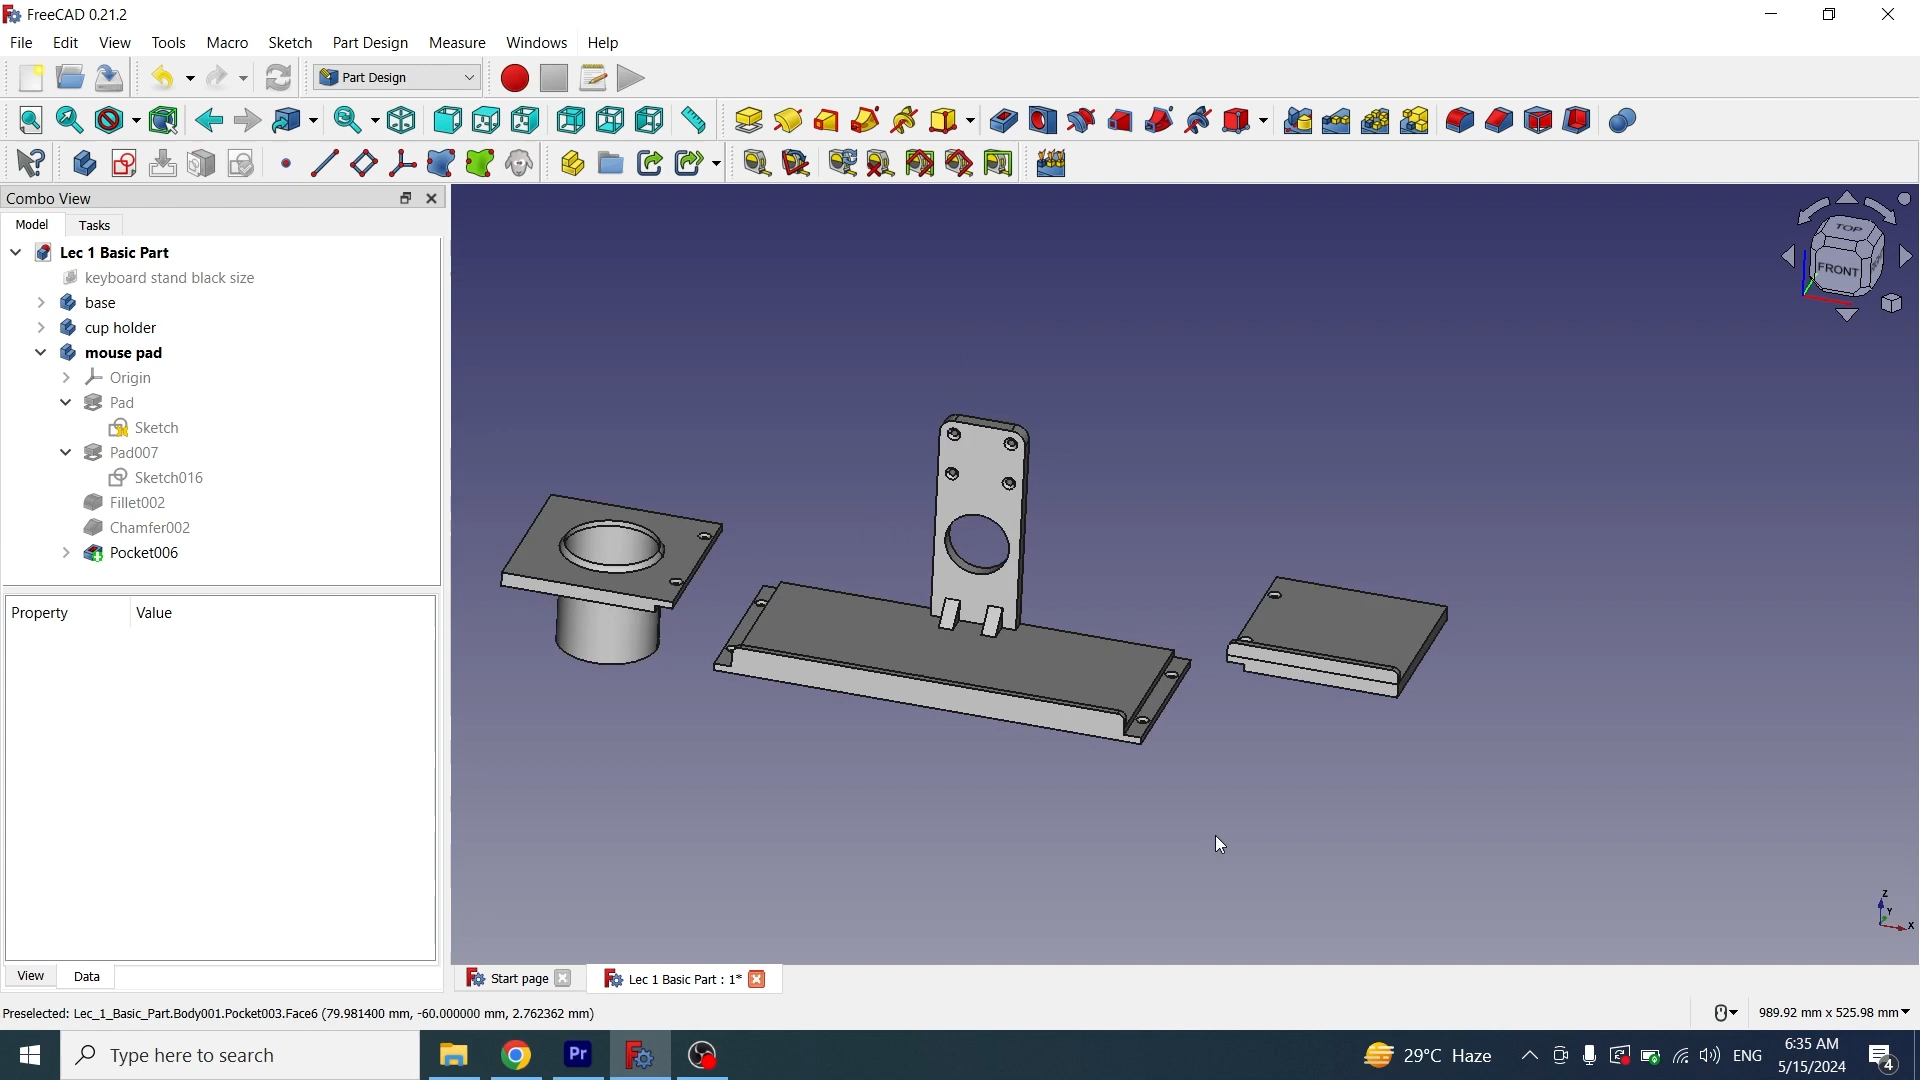 FreeCAD 0.21.2
File Edit View Tools Macro Sketch Part Design Measure Windows Help
Part Design
Combo View
Model Tasks
Lec 1 Basic Part
keyboard stand black size
base
cup holder
mouse pad
Origin
Pad
Sketch
Pad007
Sketch016
Fillet002
Chamfer002
Pocket006
Property Value
TOP
FRONT
Z
Y
X
View Data
Start page
Lec 1 Basic Part : 1*
Preselected: Lec_1_Basic_Part.Body001.Pocket003.Face6 (79.981400 mm, -60.000000 mm, 2.762362 mm)
989.92 mm x 525.98 mm
Type here to search
Pr
29°C Haze
ENG
6:35 AM
5/15/2024
4